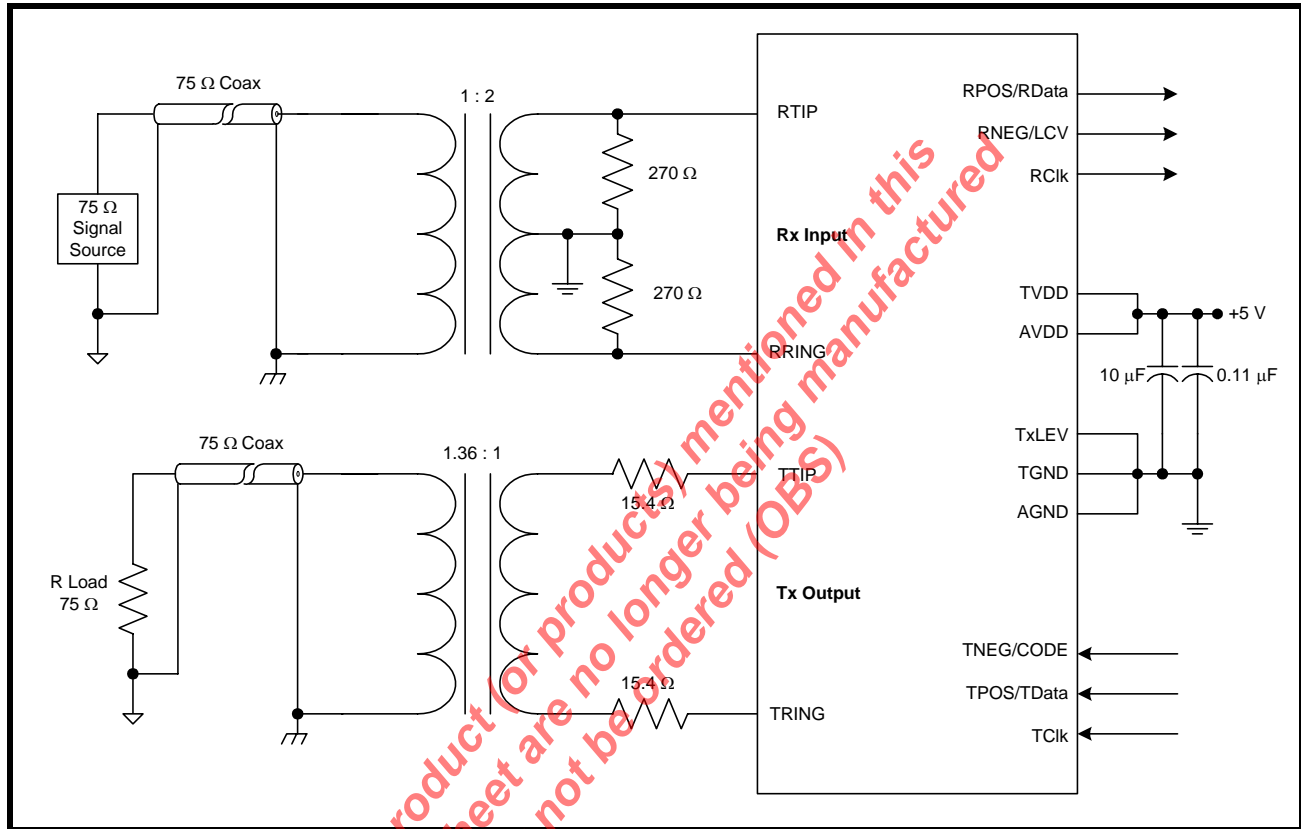 75 Ω Coax
1 : 2
75 Ω
Signal
Source
270 Ω
270 Ω
RTIP
Rx Input
RRING
RPOS/RData
RNEG/LCV
RClk
TVDD
AVDD
+5 V
10 μF
0.11 μF
TxLEV
TGND
AGND
75 Ω Coax
1.36 : 1
R Load
75 Ω
15.4 Ω
15.4 Ω
TTIP
Tx Output
TRING
TNEG/CODE
TPOS/TData
TClk
roduct (or products) mentioned in this
heet are no longer being manufactured
not be ordered (OBS)